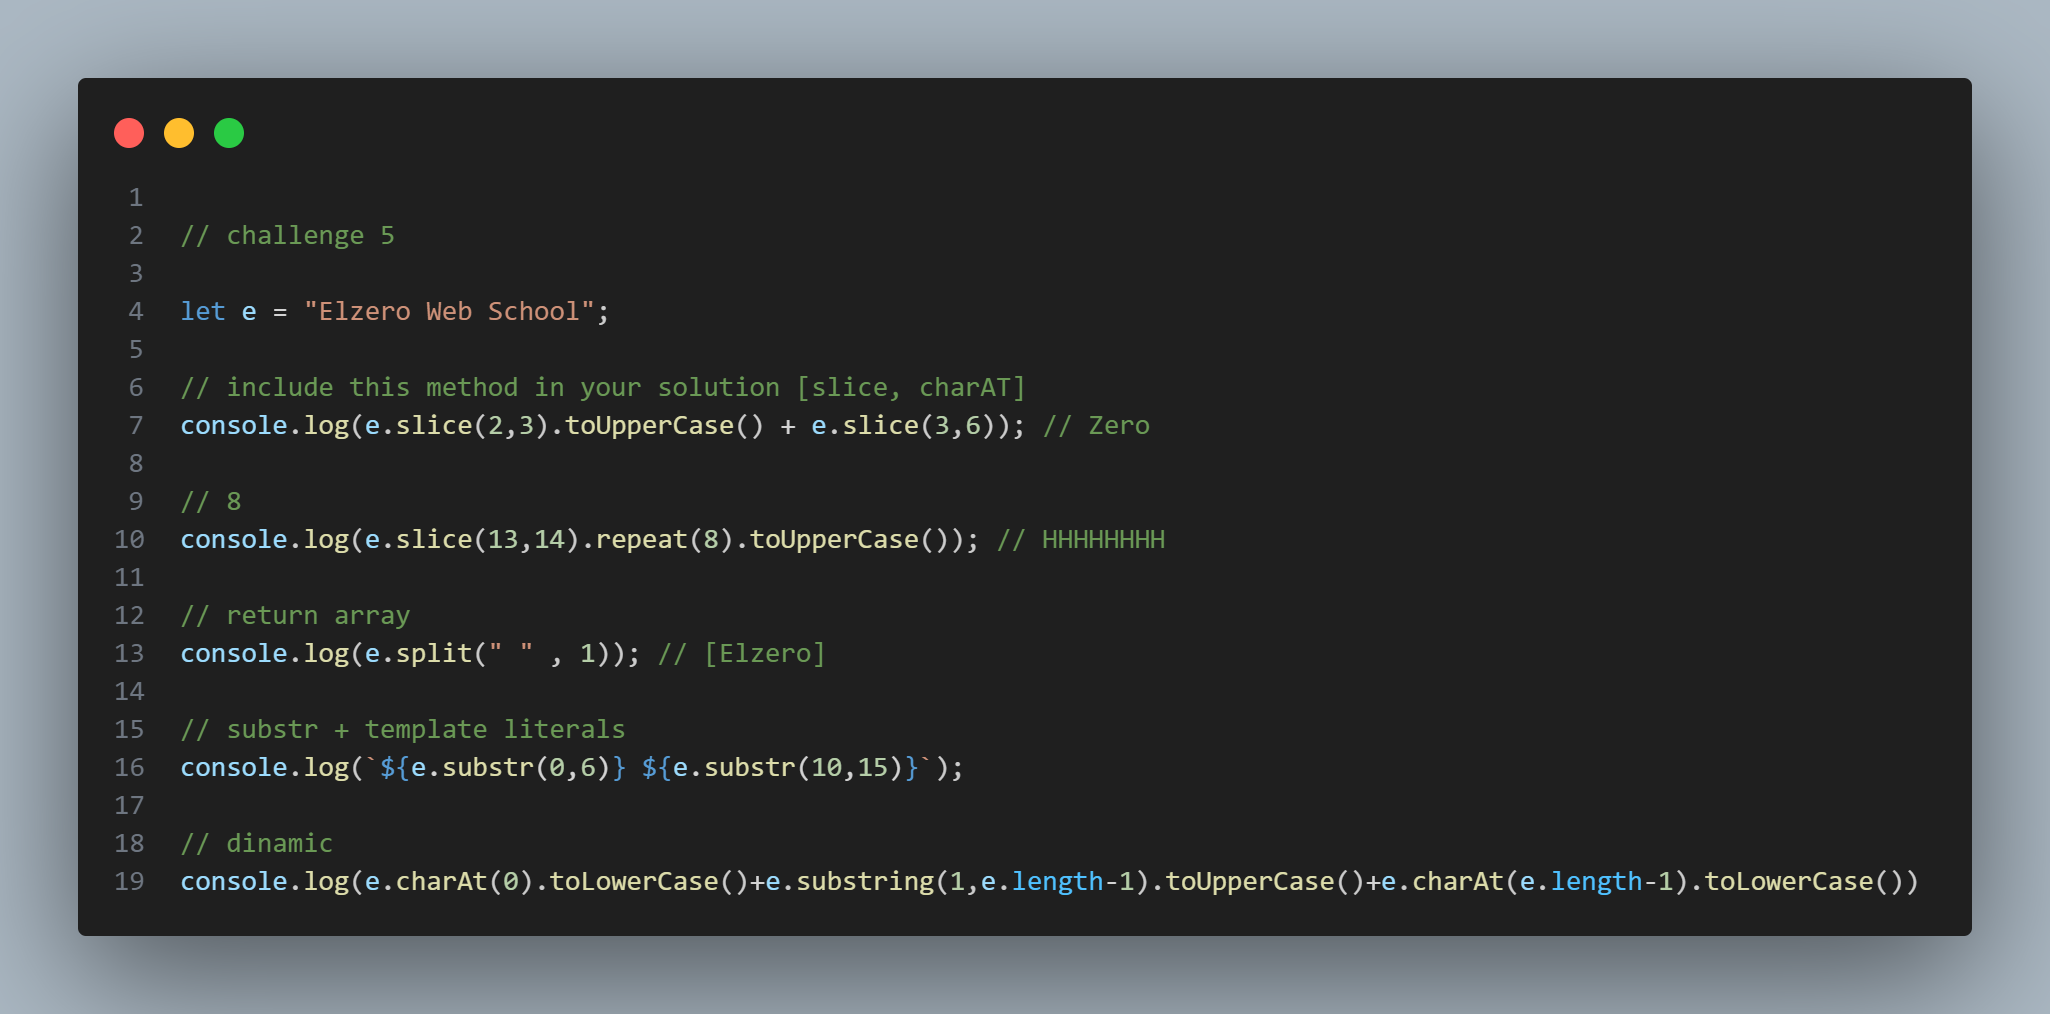 1
2 // challenge 5
3
4 let e = "Elzero Web School";
5
6 // include this method in your solution [slice, charAT]
7 console.log(e.slice(2,3).toUpperCase() + e.slice(3,6)); // Zero
8
9 // 8
10 console.log(e.slice(13,14).repeat(8).toUpperCase()); // HHHHHHHH
11
12 // return array
13 console.log(e.split(" " , 1)); // [Elzero]
14
15 // substr + template literals
16 console.log(`${e.substr(0,6)} ${e.substr(10,15)}`);
17
18 // dinamic
19 console.log(e.charAt(0).toLowerCase()+e.substring(1,e.length-1).toUpperCase()+e.charAt(e.length-1).toLowerCase())